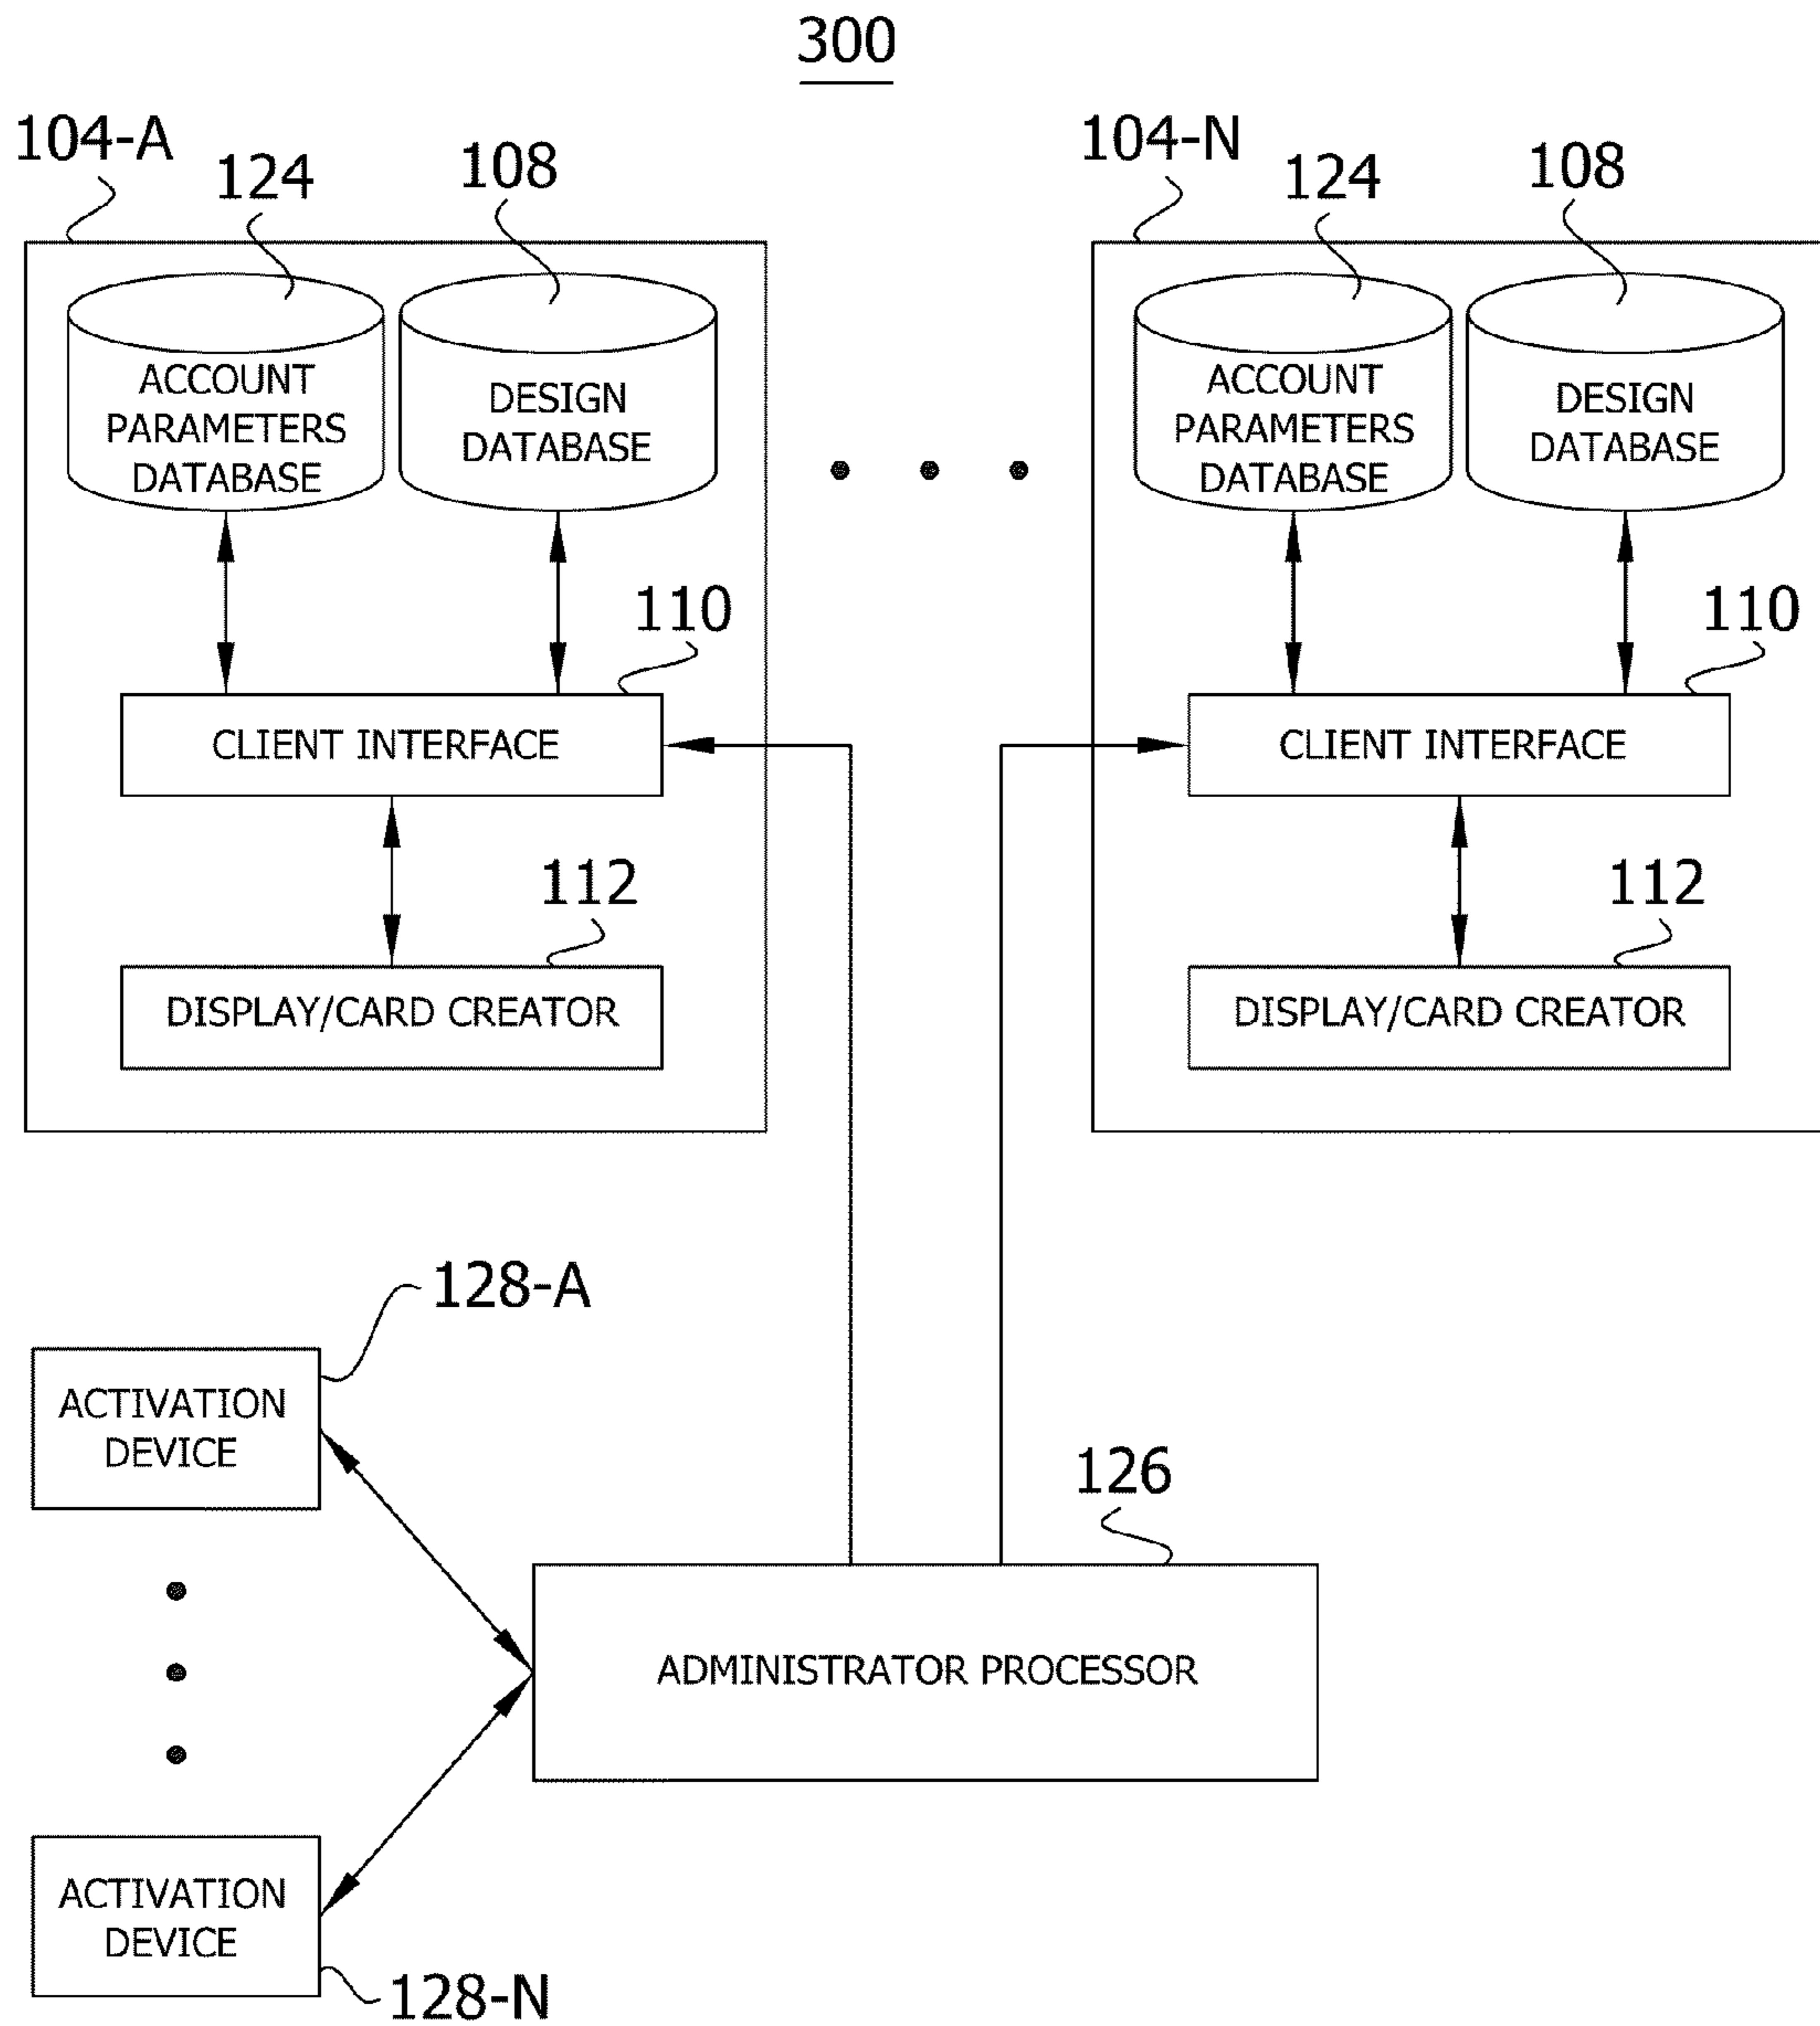 300
104-A
124
108
104-N
124
108
ACCOUNT
PARAMETERS
DATABASE
DESIGN
DATABASE
ACCOUNT
PARAMETERS
DATABASE
DESIGN
DATABASE
110
110
CLIENT INTERFACE
CLIENT INTERFACE
112
112
DISPLAY/CARD CREATOR
DISPLAY/CARD CREATOR
128-A
ACTIVATION
DEVICE
126
ADMINISTRATOR PROCESSOR
ACTIVATION
DEVICE
128-N